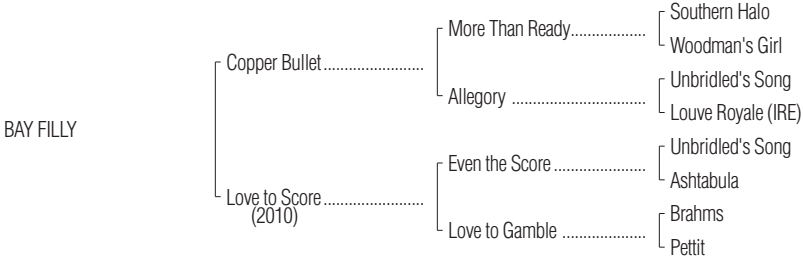 Southern Halo
More Than Ready..................
Woodman's Girl
Copper Bullet........................
Unbridled's Song
Allegory ................................
Louve Royale (IRE)
BAY FILLY
Unbridled's Song
Even the Score ......................
Ashtabula
Love to Score........................
(2010)
Brahms
Love to Gamble ....................
Pettit